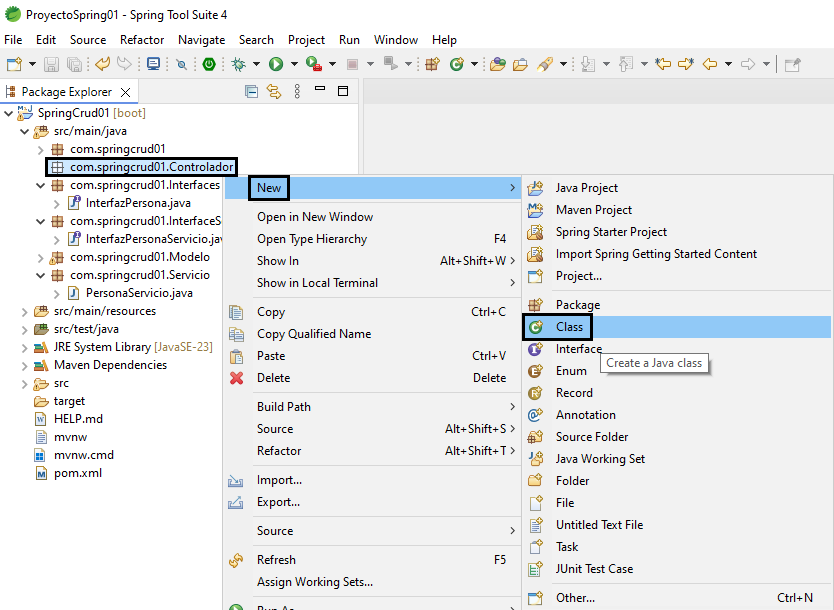 ProyectoSpring01 - Spring Tool Suite 4
File Edit Source Refactor Navigate Search Project Run Window Help
Package Explorer
SpringCrud01 [boot]
src/main/java
com.springcrud01
com.springcrud01.Controlador
com.springcrud01.Interfaces
InterfazPersona.java
com.springcrud01.InterfaceS
InterfazPersonaServicio.jav
com.springcrud01.Modelo
com.springcrud01.Servicio
PersonaServicio.java
src/main/resources
src/test/java
JRE System Library [JavaSE-23]
Maven Dependencies
src
target
HELP.md
mvnw
mvnw.cmd
pom.xml
New
Open in New Window
Open Type Hierarchy F4
Show In Alt+Shift+W
Show in Local Terminal
Copy Ctrl+C
Copy Qualified Name
Paste Ctrl+V
Delete Delete
Build Path
Source Alt+Shift+S
Refactor Alt+Shift+T
Import...
Export...
Source
Refresh F5
Assign Working Sets...
Run As
Java Project
Maven Project
Spring Starter Project
Import Spring Getting Started Content
Project...
Package
Class
Interface
Create a Java class
Enum
Record
Annotation
Source Folder
Java Working Set
Folder
File
Untitled Text File
Task
JUnit Test Case
Other... Ctrl+N